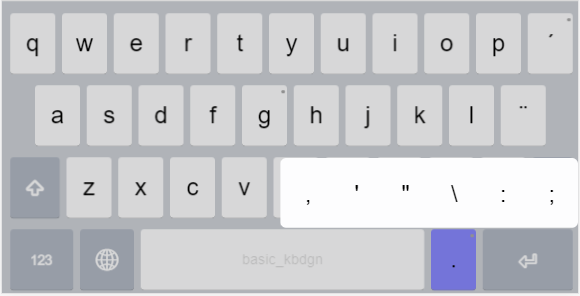 q w e r t y u i o p ´
a s d f g h j k l ¨
z x c v , ' " \ : ;
123 basic_kbdgn .